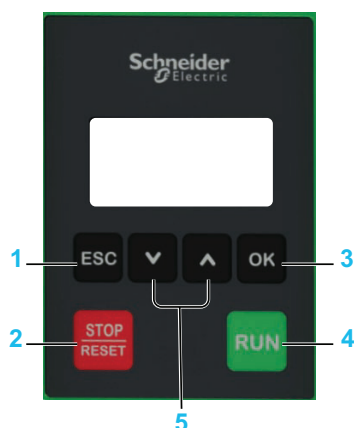 Schneider
Electric
1 ESC OK 3
2 STOP RESET RUN 4
5